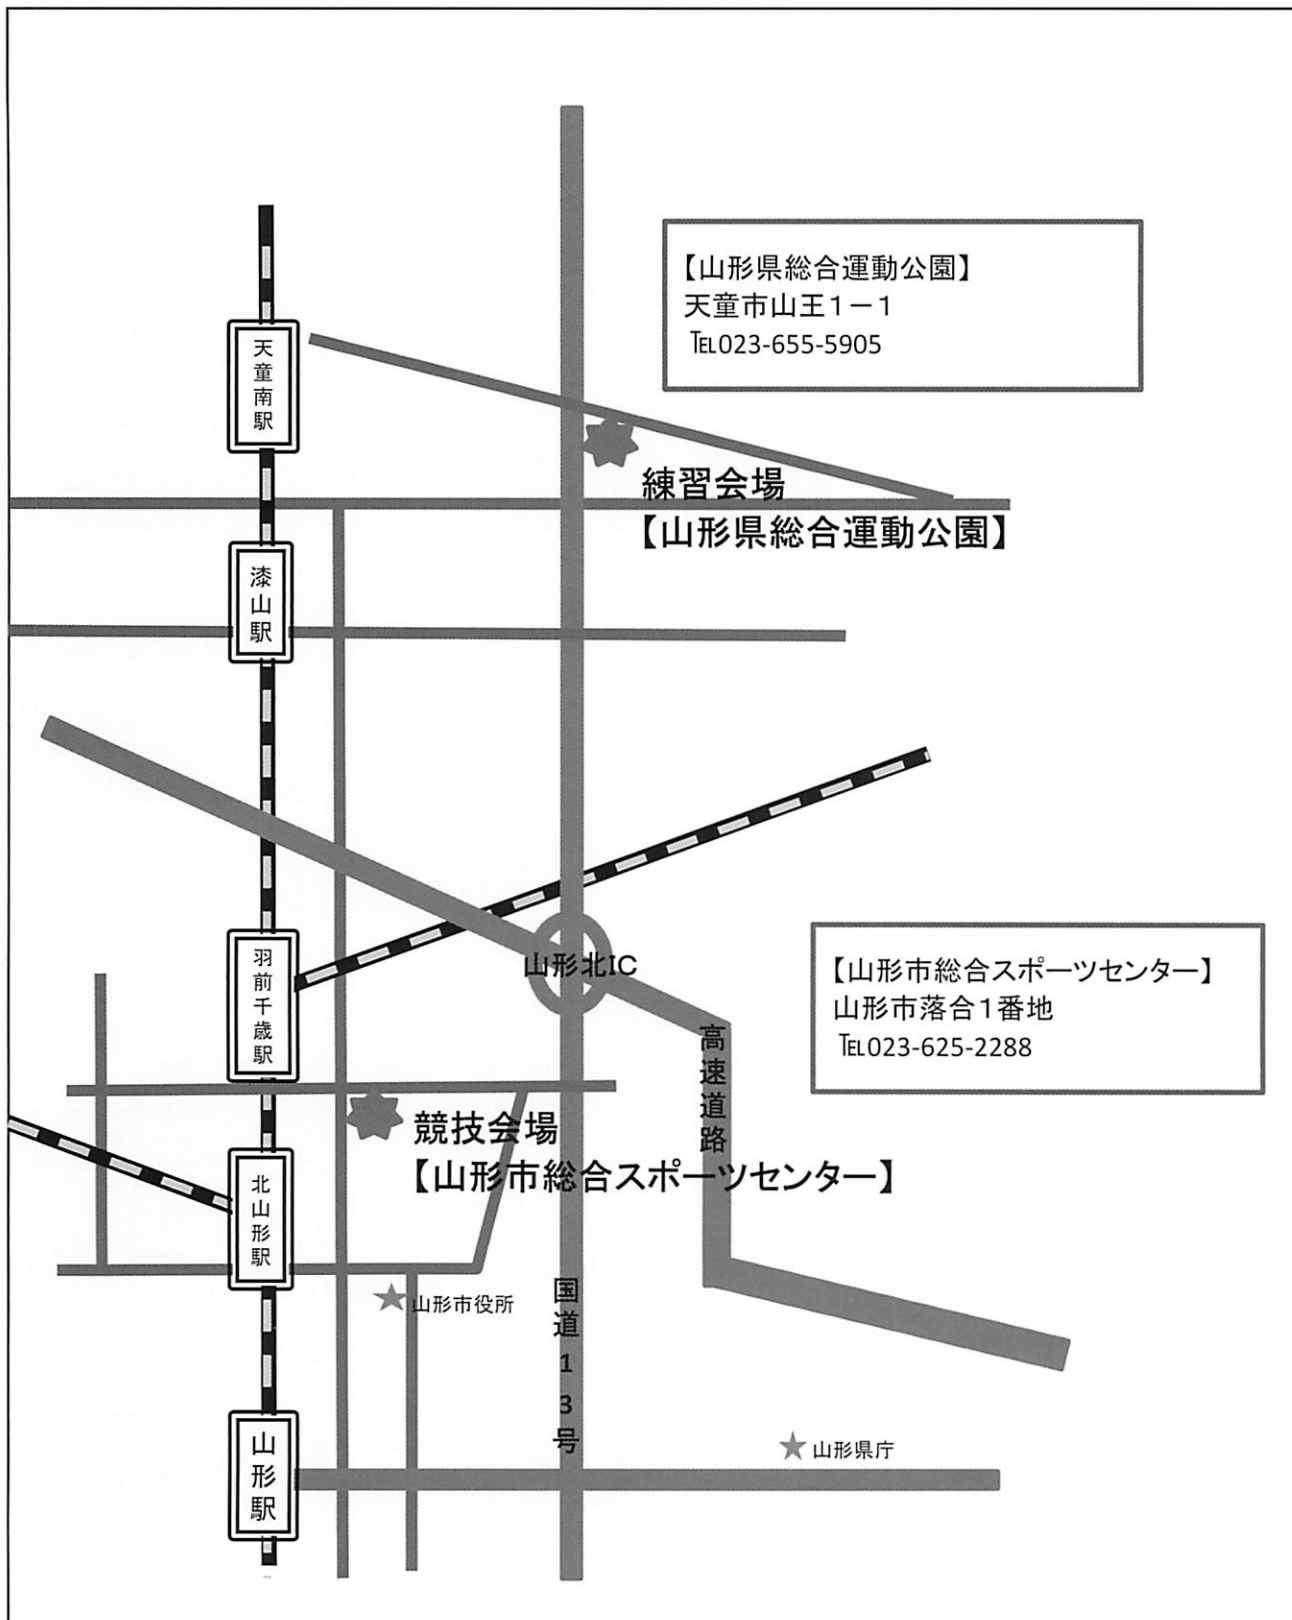 【山形県総合運動公園】
天童市山王1－1
℡023-655-5905
天童南駅
練習会場
【山形県総合運動公園】
漆山駅
山形北IC
羽前千歳駅
【山形市総合スポーツセンター】
山形市落合1番地
℡023-625-2288
高速道路
競技会場
【山形市総合スポーツセンター】
北山形駅
山形市役所
国道13号
山形駅
山形県庁